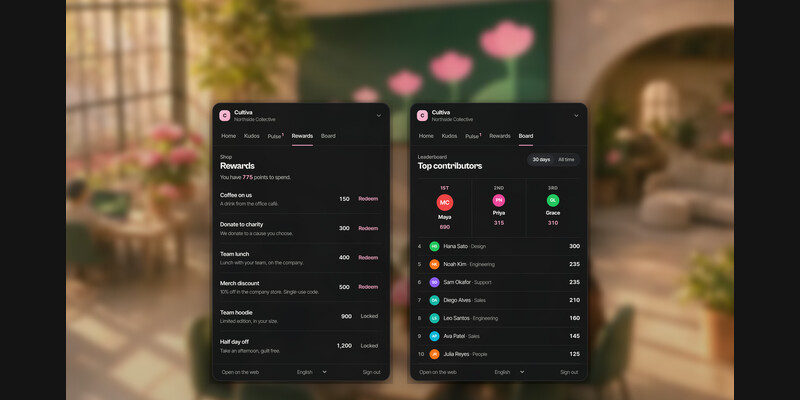 C
Cultiva
Northside Collective
Home Kudos Pulse 1 Rewards Board
Shop
Rewards
You have 775 points to spend.
Coffee on us
A drink from the office cafe.
150 Redeem
Donate to charity
We donate to a cause you choose.
300 Redeem
Team lunch
Lunch with your team, on the company.
400 Redeem
Merch discount
10% off in the company store. Single-use code.
500 Redeem
Team hoodie
Limited edition, in your size.
900 Locked
Half day off
Take an afternoon, guilt free.
1,200 Locked
Open on the web English Sign out
C
Cultiva
Northside Collective
Home Kudos Pulse 1 Rewards Board
Leaderboard
Top contributors
30 days All time
1ST
MC
Maya
690
2ND
PN
Priya
315
3RD
GL
Grace
310
4 HS Hana Sato · Design 300
5 NK Noah Kim · Engineering 235
6 SO Sam Okafor · Support 235
7 DA Diego Alves · Sales 210
8 LS Leo Santos · Engineering 160
9 AP Ava Patel · Sales 145
10 JR Julia Reyes · People 125
Open on the web English Sign out